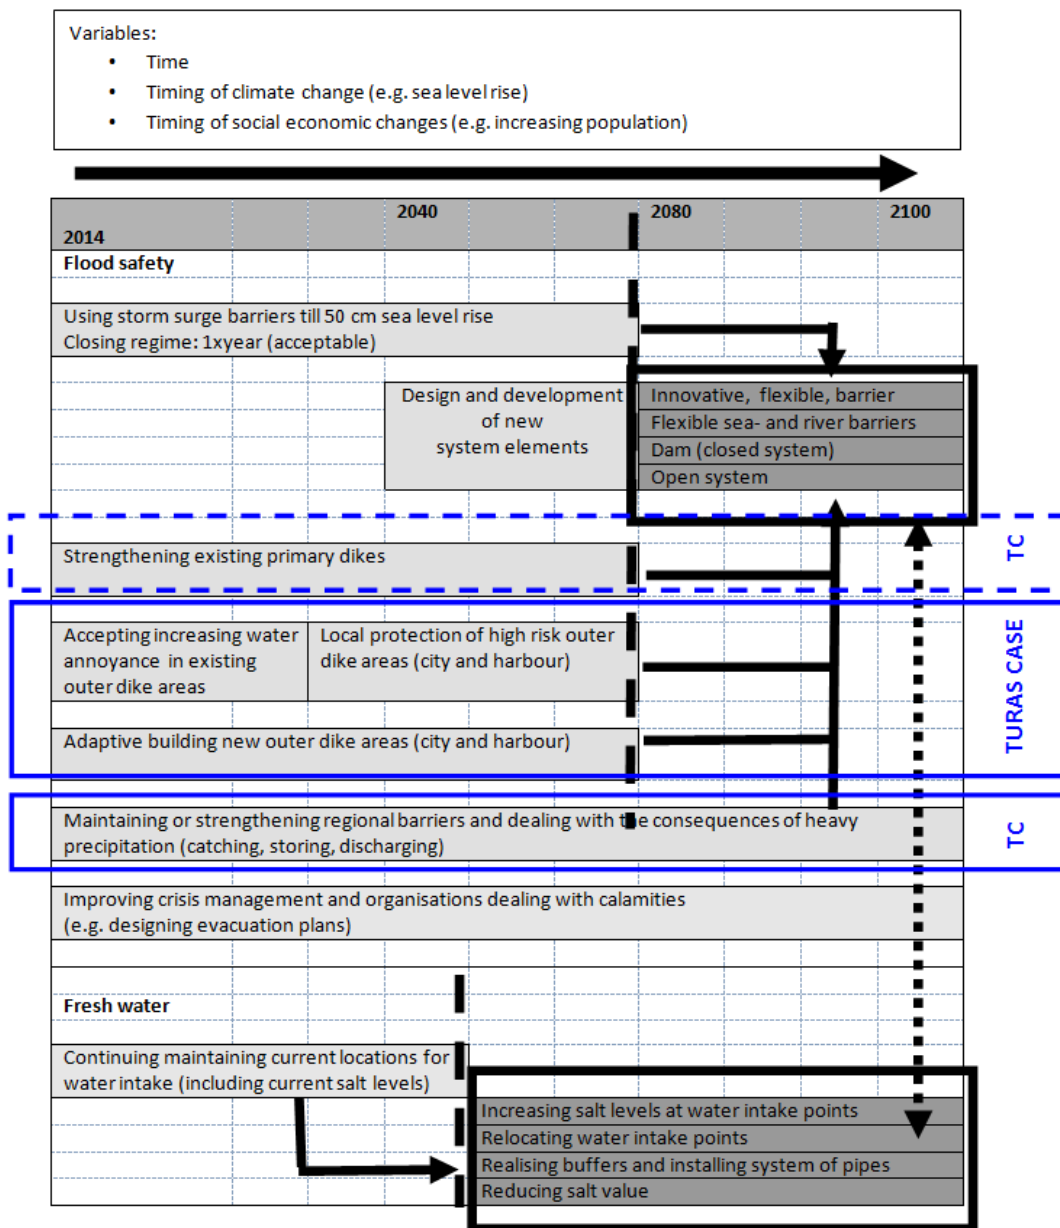 Variables:
• Time
• Timing of climate change (e.g. sea level rise)
• Timing of social economic changes (e.g. increasing population)
2040 2080 2100
2014
Flood safety
Using storm surge barriers till 50 cm sea level rise
Closing regime: 1xyear (acceptable)
Design and development
of new
system elements
Innovative, flexible, barrier
Flexible sea- and river barriers
Dam (closed system)
Open system
Strengthening existing primary dikes
TC
Accepting increasing water
annoyance in existing
outer dike areas
Local protection of high risk outer
dike areas (city and harbour)
Adaptive building new outer dike areas (city and harbour)
TURAS CASE
Maintaining or strengthening regional barriers and dealing with the consequences of heavy
precipitation (catching, storing, discharging)
TC
Improving crisis management and organisations dealing with calamities
(e.g. designing evacuation plans)
Fresh water
Continuing maintaining current locations for
water intake (including current salt levels)
Increasing salt levels at water intake points
Relocating water intake points
Realising buffers and installing system of pipes
Reducing salt value